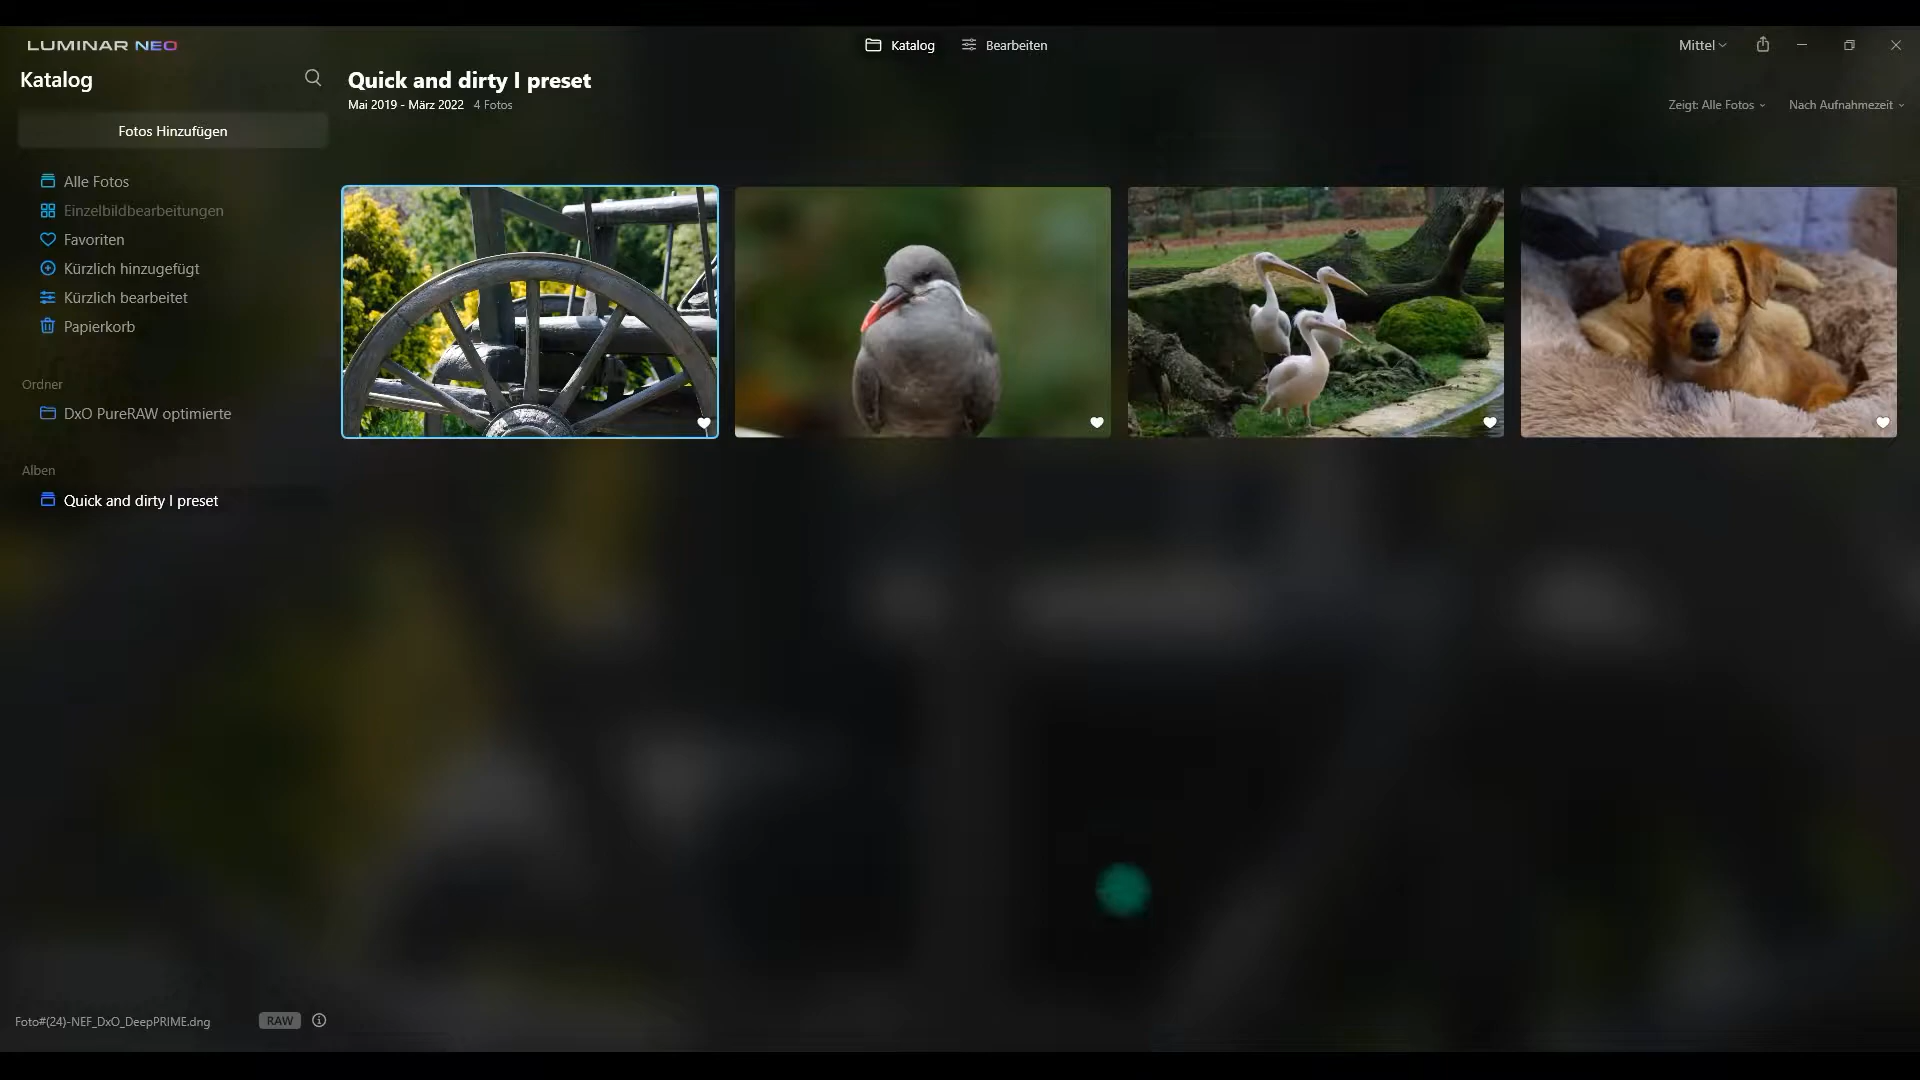 LUMINAR NEO
Katalog
Bearbeiten
Mittel
Katalog
Quick and dirty I preset
Mai 2019 - März 2022 4 Fotos
Zeigt: Alle Fotos
Nach Aufnahmezeit
Fotos Hinzufügen
Alle Fotos
Einzelbildbearbeitungen
Favoriten
Kürzlich hinzugefügt
Kürzlich bearbeitet
Papierkorb
Ordner
DxO PureRAW optimierte
Alben
Quick and dirty I preset
Foto#(24)-NEF_DxO_DeepPRIME.dng
RAW